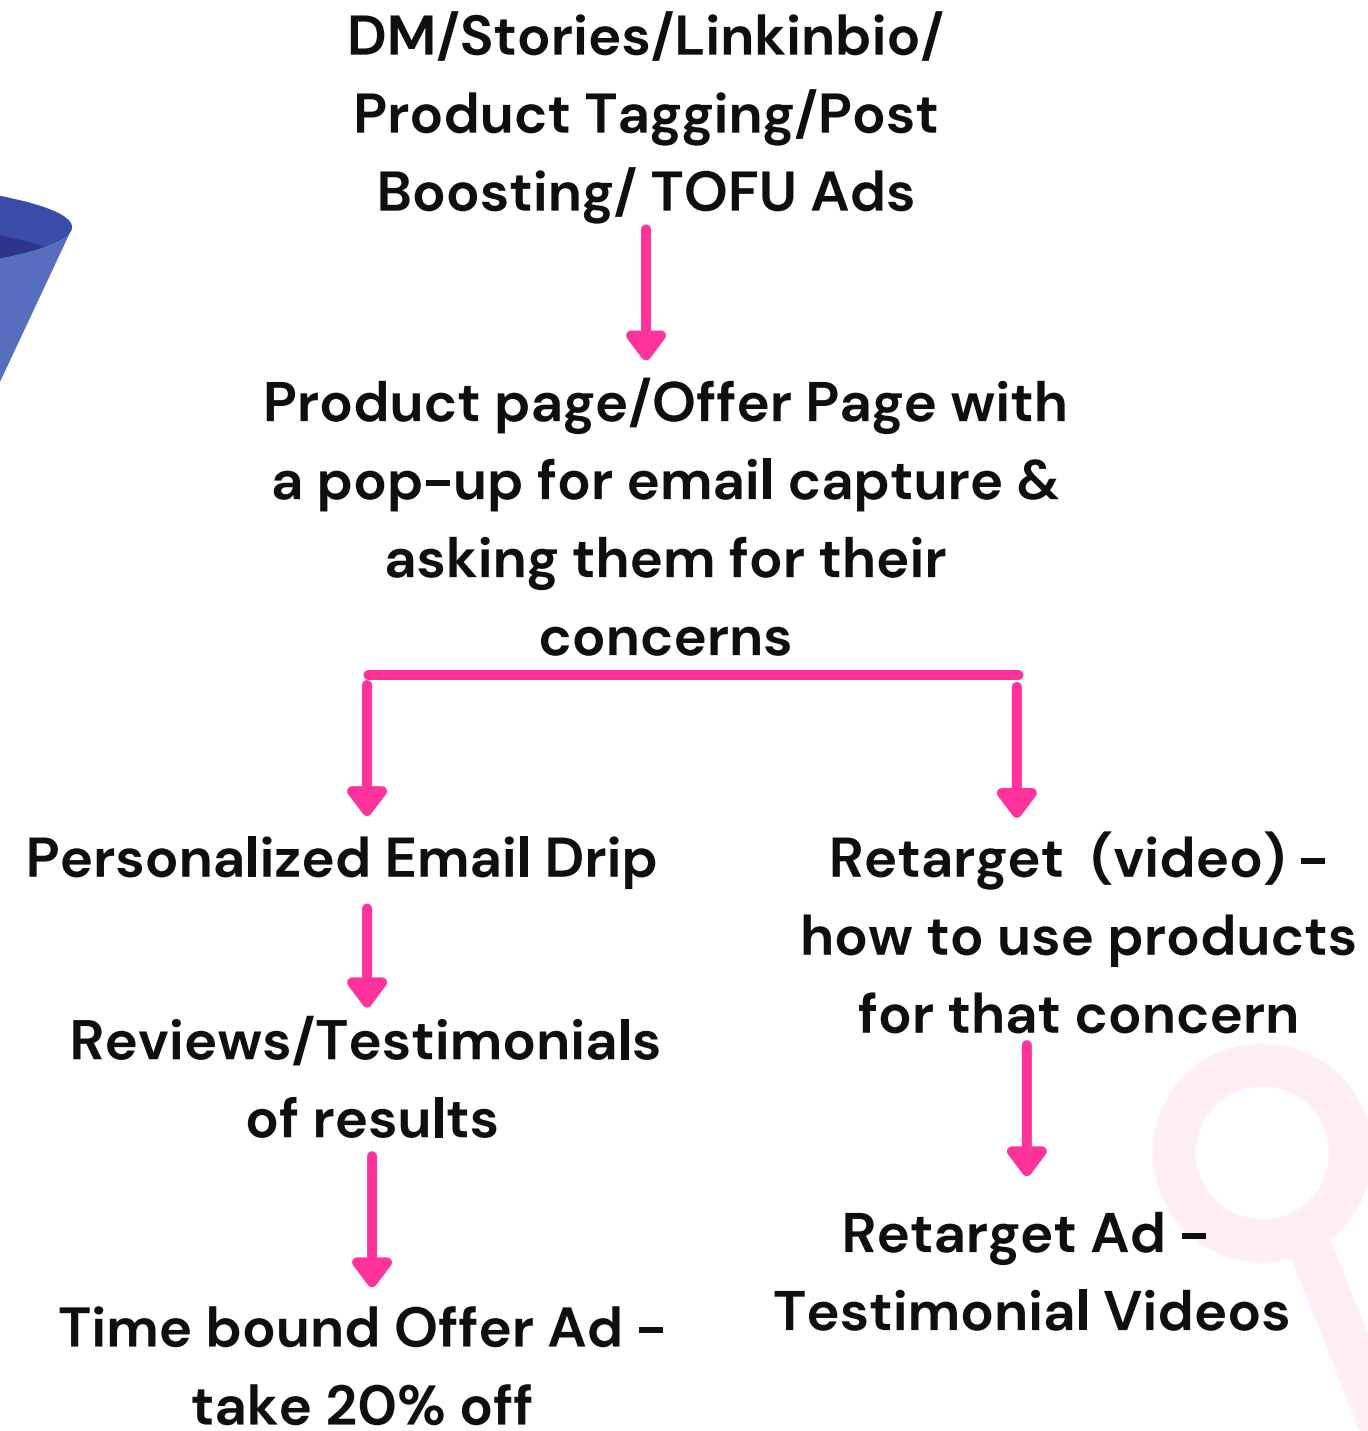 DM/Stories/Linkinbio/
Product Tagging/Post
Boosting/ TOFU Ads
Product page/Offer Page with
a pop-up for email capture &
asking them for their
concerns
Personalized Email Drip
Reviews/Testimonials
of results
Time bound Offer Ad -
take 20% off
Retarget (video) -
how to use products
for that concern
Retarget Ad -
Testimonial Videos